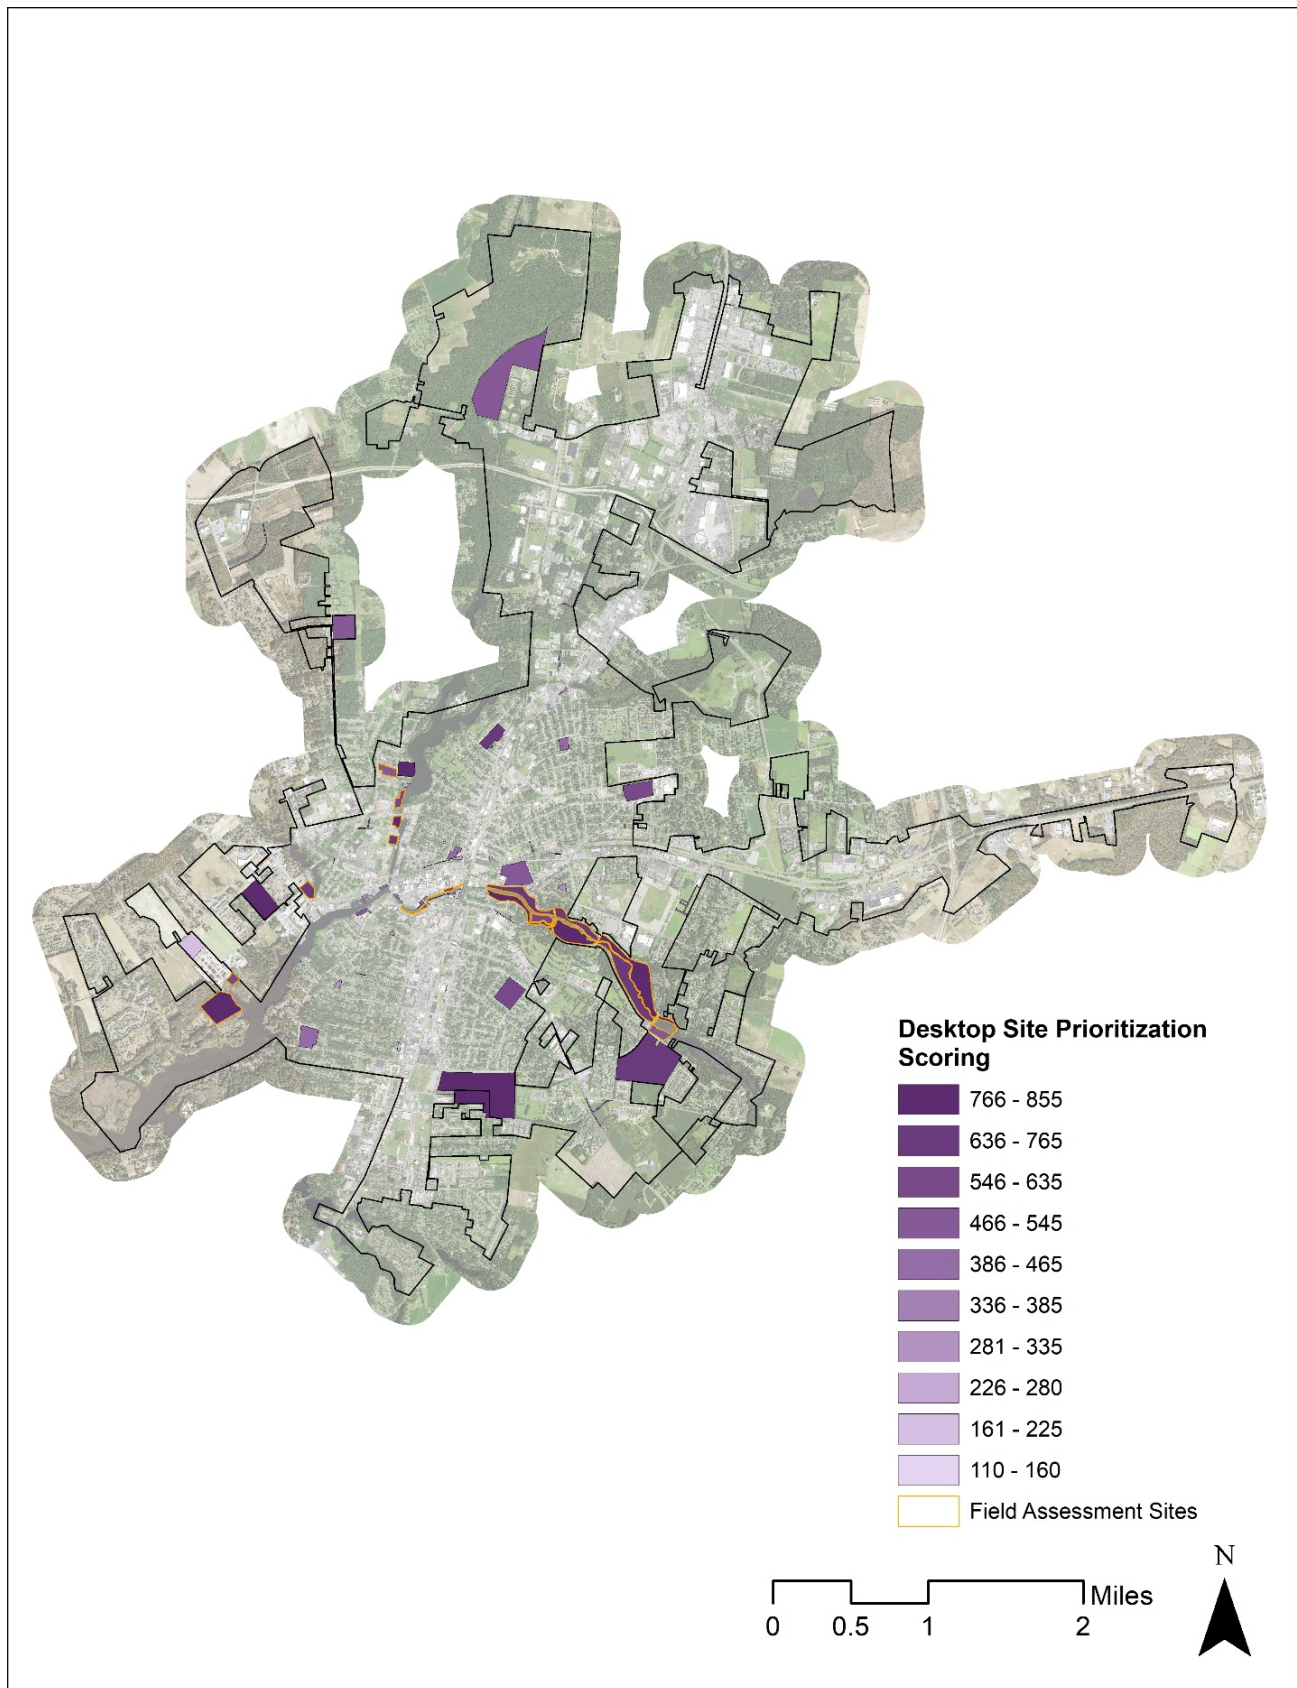 Desktop Site Prioritization
Scoring
766 - 855
636 - 765
546 - 635
466 - 545
386 - 465
336 - 385
281 - 335
226 - 280
161 - 225
110 - 160
Field Assessment Sites
N
Miles
0 0.5 1 2